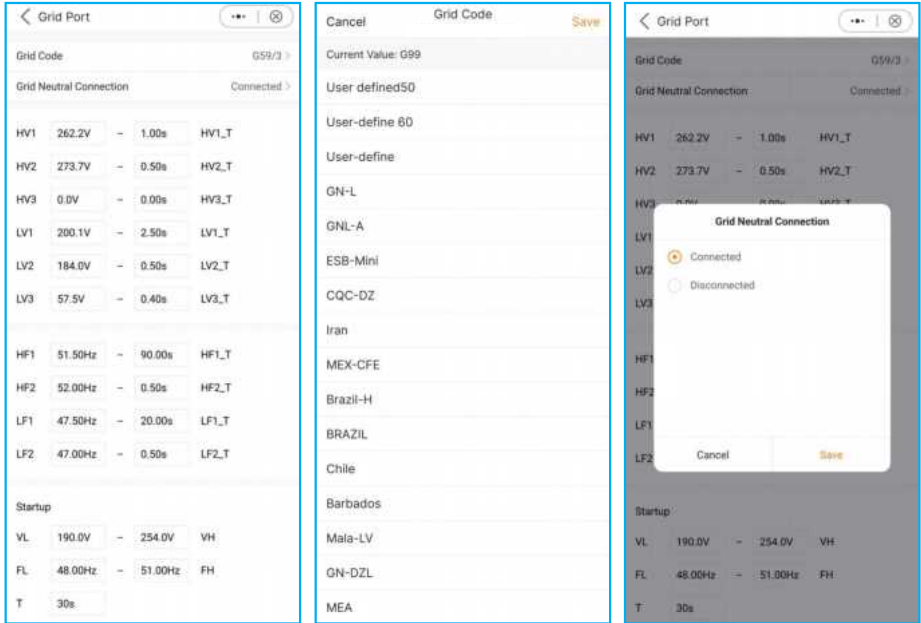 Grid Port
Grid Code G59/3 >
Grid Neutral Connection Connected >
HV1 262.2V – 1.00s HV1_T
HV2 273.7V – 0.50s HV2_T
HV3 0.0V – 0.00s HV3_T
LV1 200.1V – 2.50s LV1_T
LV2 184.0V – 0.50s LV2_T
LV3 57.5V – 0.40s LV3_T
HF1 51.50Hz – 90.00s HF1_T
HF2 52.00Hz – 0.50s HF2_T
LF1 47.50Hz – 20.00s LF1_T
LF2 47.00Hz – 0.50s LF2_T
Startup
VL 190.0V – 254.0V VH
FL 48.00Hz – 51.00Hz FH
T 30s
Cancel Grid Code Save
Current Value: G99
User defined50
User-define 60
User-define
GN-L
GNL-A
ESB-Mini
CQC-DZ
Iran
MEX-CFE
Brazil-H
BRAZIL
Chile
Barbados
Mala-LV
GN-DZL
MEA
Grid Port
Grid Code G59/3 >
Grid Neutral Connection Connected >
HV1 262.2V – 1.00s HV1_T
HV2 273.7V – 0.50s HV2_T
HV3
Grid Neutral Connection
LV1
Connected
LV2
Disconnected
LV3
HF1
HF2
LF1
LF2 Cancel Save
Startup
VL 190.0V – 254.0V VH
FL 48.00Hz – 51.00Hz FH
T 30s